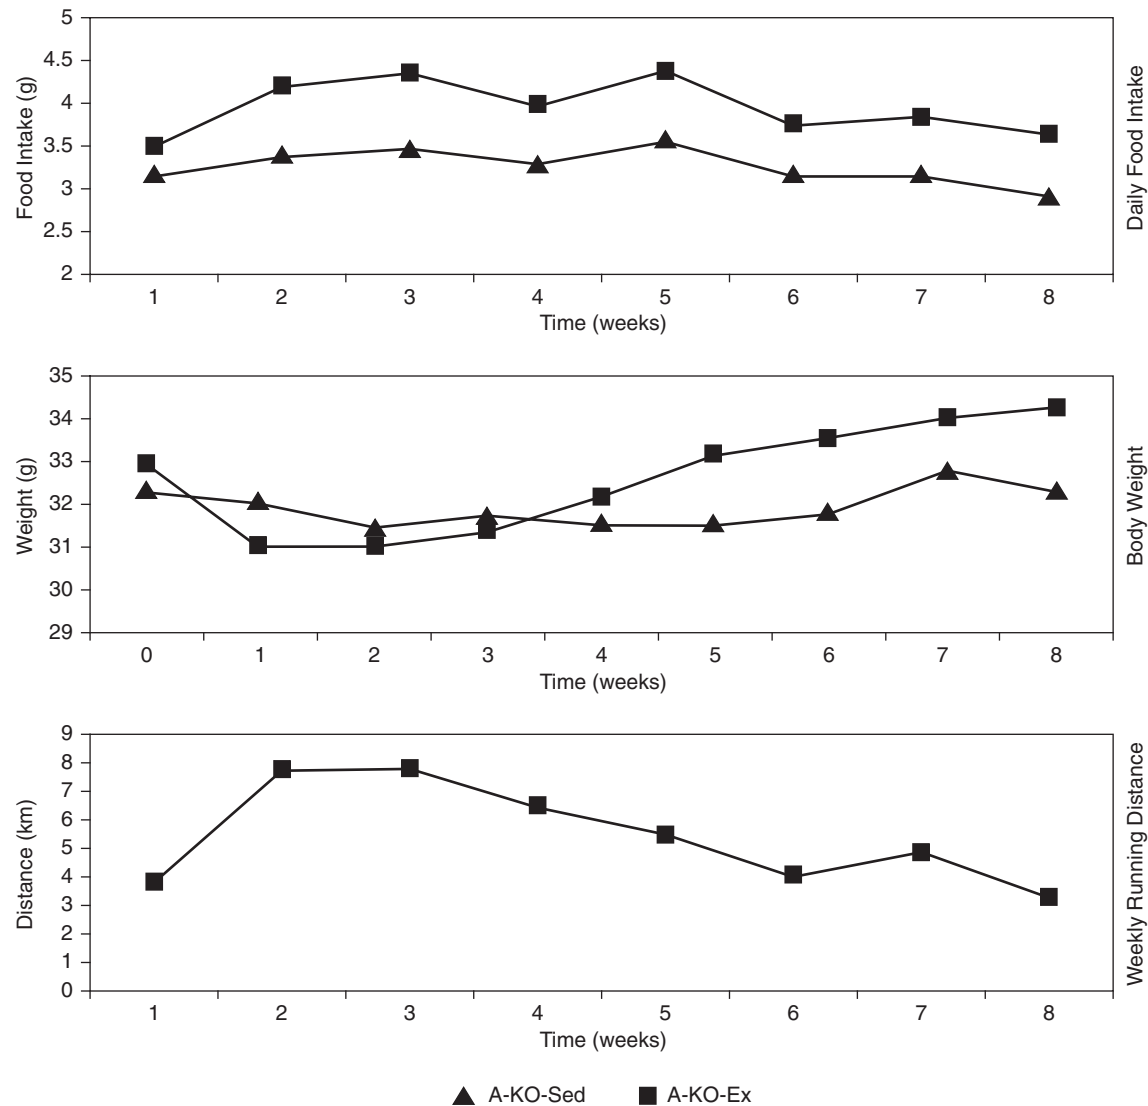 5
4.5
4
3.5
3
2.5
2
Food Intake (g)
Daily Food Intake
1 2 3 4 5 6 7 8
Time (weeks)
35
34
33
32
31
30
29
Weight (g)
Body Weight
0 1 2 3 4 5 6 7 8
Time (weeks)
9
8
7
6
5
4
3
2
1
0
Distance (km)
Weekly Running Distance
1 2 3 4 5 6 7 8
Time (weeks)
A-KO-Sed A-KO-Ex